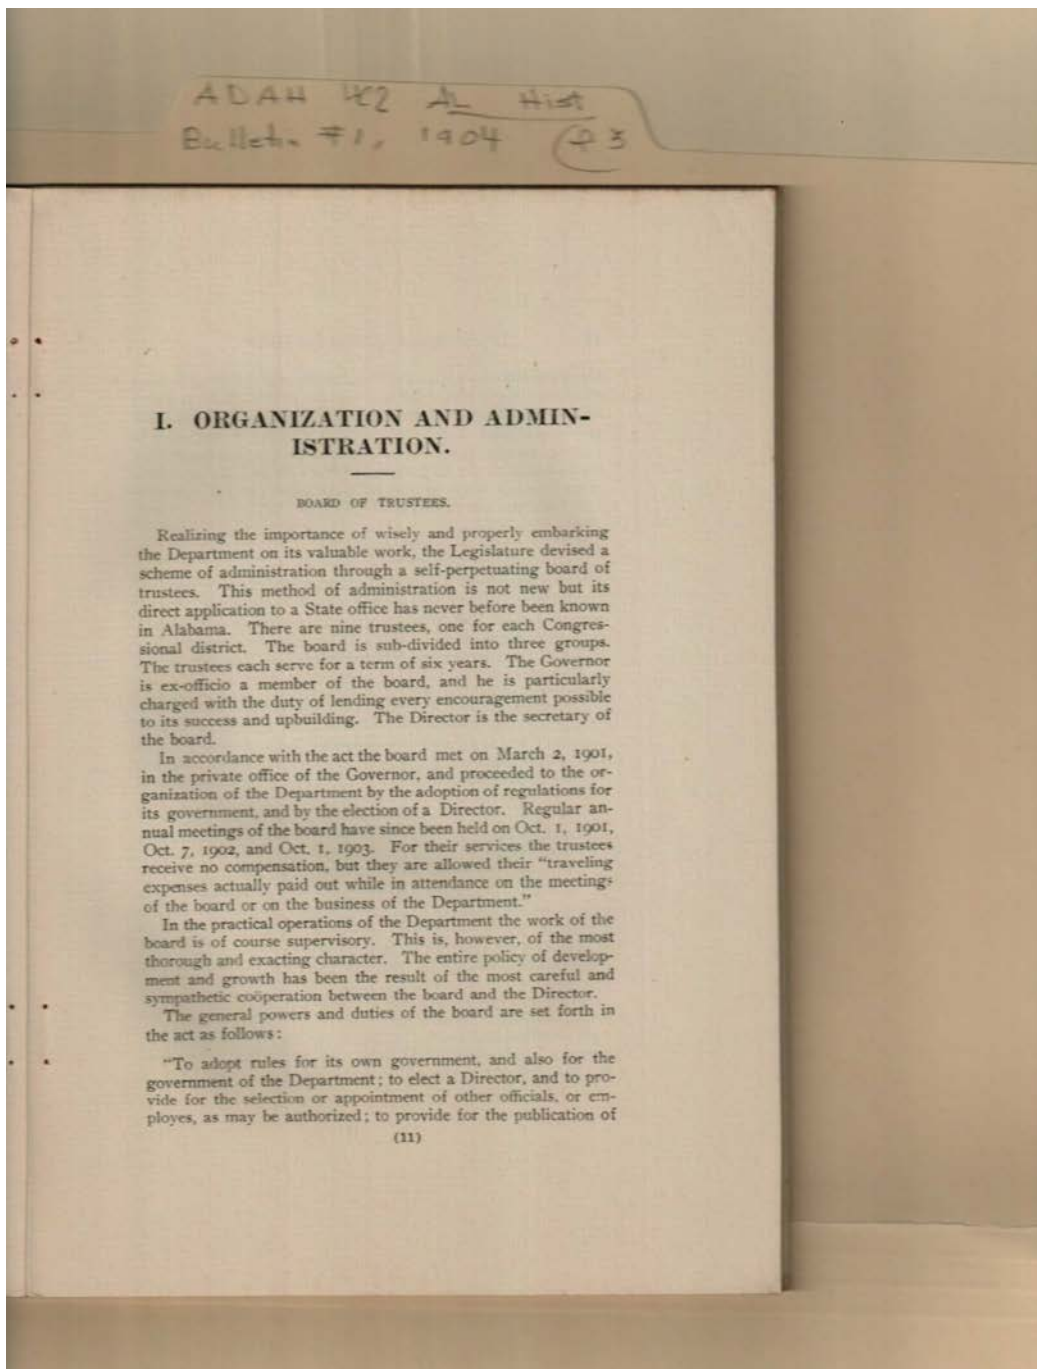 ADAH HC2 AL Hist
Bulletin #1, 1904 P3
I. ORGANIZATION AND ADMIN-
ISTRATION.
BOARD OF TRUSTEES.
Realizing the importance of wisely and properly embarking
the Department on its valuable work, the Legislature devised a
scheme of administration through a self-perpetuating board of
trustees. This method of administration is not new but its
direct application to a State office has never before been known
in Alabama. There are nine trustees, one for each Congres-
sional district. The board is sub-divided into three groups.
The trustees each serve for a term of six years. The Governor
is ex-officio a member of the board, and he is particularly
charged with the duty of lending every encouragement possible
to its success and upbuilding. The Director is the secretary of
the board.
In accordance with the act the board met on March 2, 1901,
in the private office of the Governor, and proceeded to the or-
ganization of the Department by the adoption of regulations for
its government, and by the election of a Director. Regular an-
nual meetings of the board have since been held on Oct. 1, 1901,
Oct. 7, 1902, and Oct. 1, 1903. For their services the trustees
receive no compensation, but they are allowed their "traveling
expenses actually paid out while in attendance on the meetings
of the board or on the business of the Department."
In the practical operations of the Department the work of the
board is of course supervisory. This is, however, of the most
thorough and exacting character. The entire policy of develop-
ment and growth has been the result of the most careful and
sympathetic coöperation between the board and the Director.
The general powers and duties of the board are set forth in
the act as follows:
"To adopt rules for its own government, and also for the
government of the Department; to elect a Director, and to pro-
vide for the selection or appointment of other officials, or em-
ployes, as may be authorized; to provide for the publication of
(11)